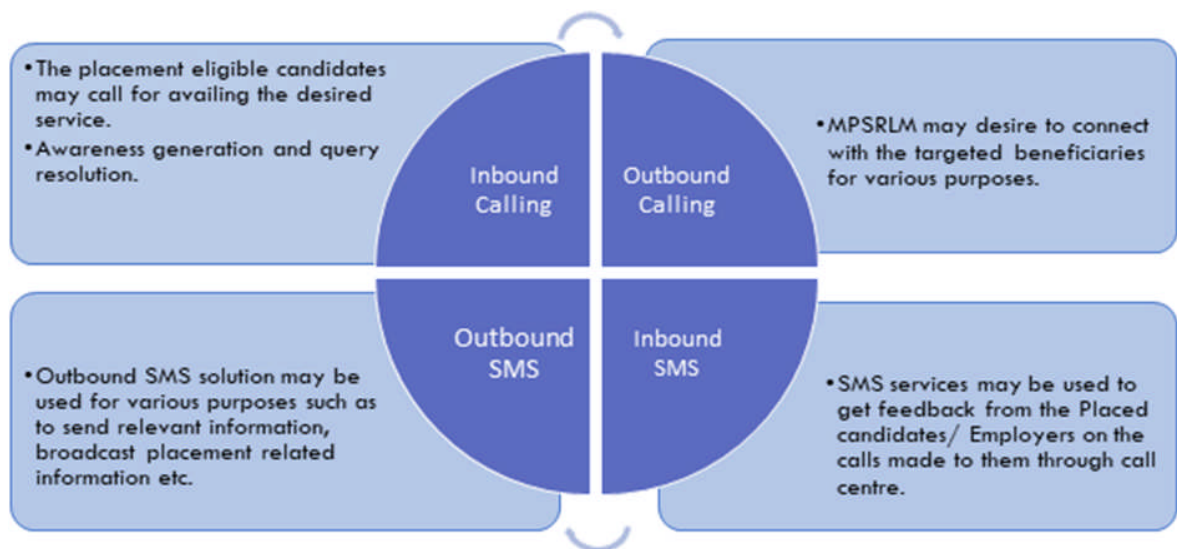 •The placement eligible candidates
may call for availing the desired
service.
•Awareness generation and query
resolution.
Inbound
Calling
Outbound
Calling
•MPSRLM may desire to connect
with the targeted beneficiaries
for various purposes.
•Outbound SMS solution may be
used for various purposes such as
to send relevant information,
broadcast placement related
information etc.
Outbound
SMS
Inbound
SMS
•SMS services may be used to
get feedback from the Placed
candidates/ Employers on the
calls made to them through call
centre.